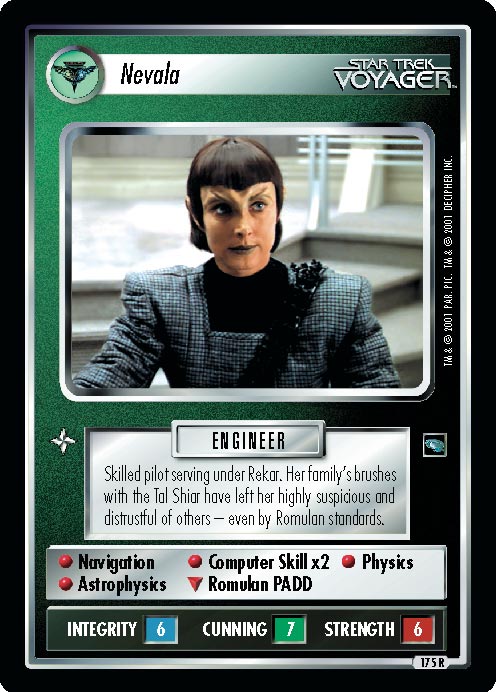 Nevala
STAR TREK
VOYAGER™
TM & © 2001 PAR. PIC. TM & © 2001 DECIPHER INC.
ENGINEER
Skilled pilot serving under Rekar. Her family's brushes
with the Tal Shiar have left her highly suspicious and
distrustful of others – even by Romulan standards.
Navigation Computer Skill x2 Physics
Astrophysics Romulan PADD
INTEGRITY 6 CUNNING 7 STRENGTH 6
175 R